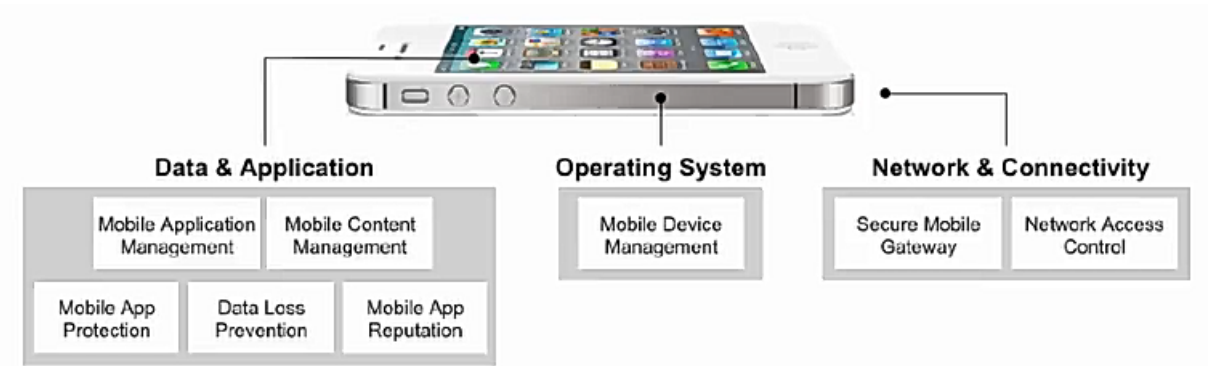 Data & Application
Operating System
Network & Connectivity
Mobile Application
Management
Mobile Content
Management
Mobile Device
Management
Secure Mobile
Gateway
Network Access
Control
Mobile App
Protection
Data Loss
Prevention
Mobile App
Reputation